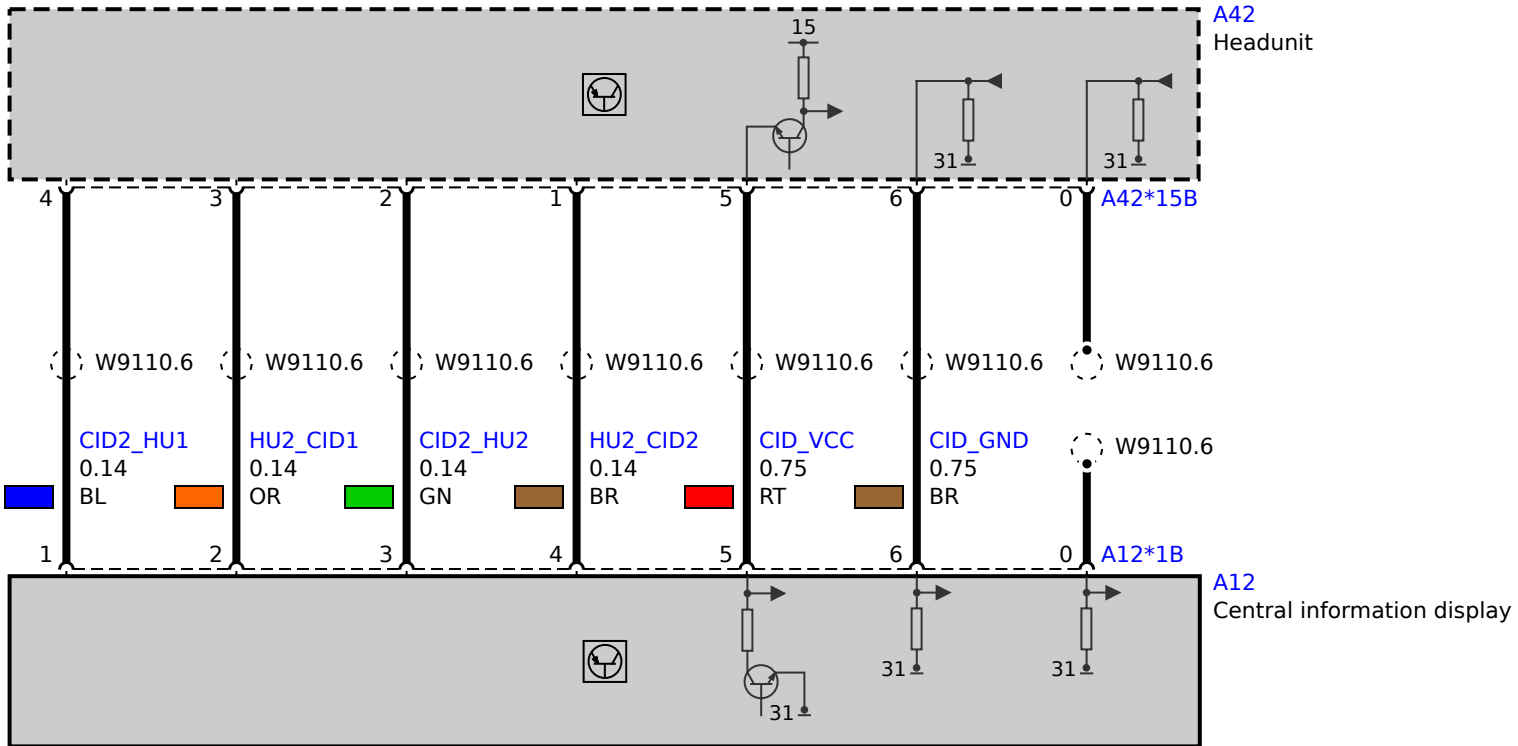 A42
Headunit
15
31
31
4
3
2
1
5
6
0
A42*15B
W9110.6
W9110.6
W9110.6
W9110.6
W9110.6
W9110.6
W9110.6
CID2_HU1
0.14
BL
HU2_CID1
0.14
OR
CID2_HU2
0.14
GN
HU2_CID2
0.14
BR
CID_VCC
0.75
RT
CID_GND
0.75
BR
W9110.6
1
2
3
4
5
6
0
A12*1B
A12
Central information display
31
31
31